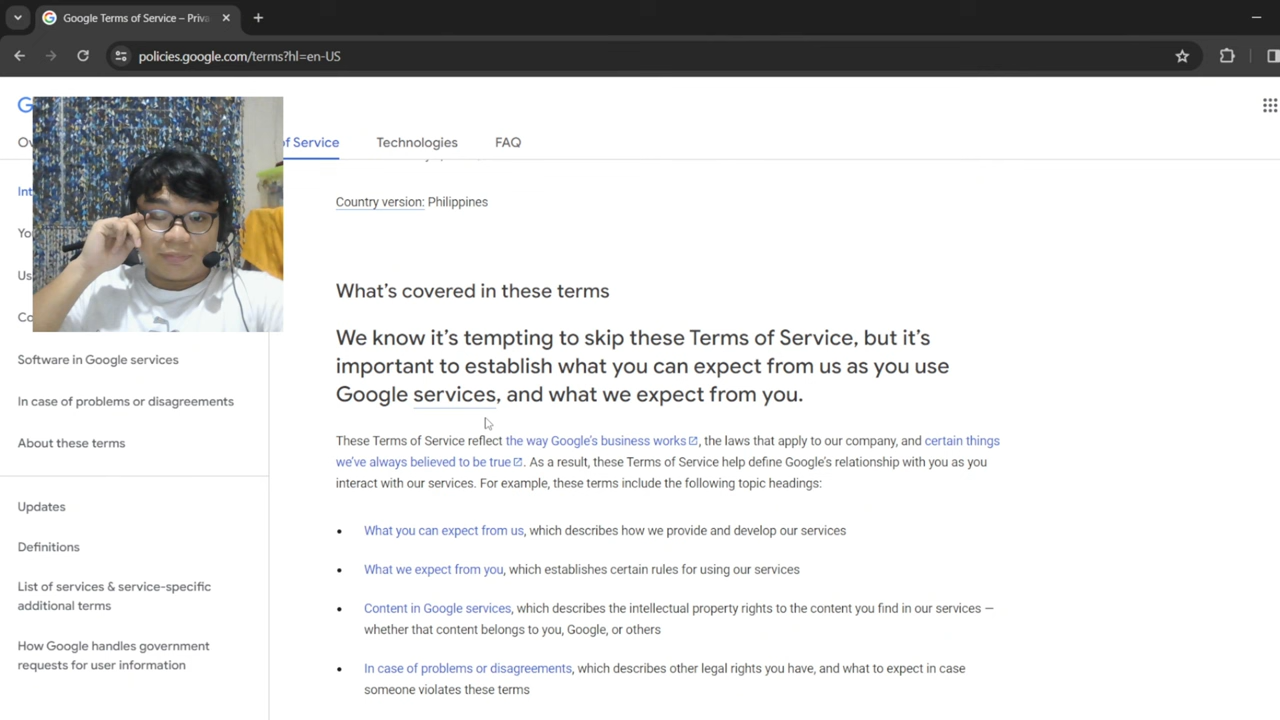 Google Terms of Service – Priva
policies.google.com/terms?hl=en-US
G
Ov
of Service
Technologies
FAQ
Country version: Philippines
What's covered in these terms
We know it's tempting to skip these Terms of Service, but it's
important to establish what you can expect from us as you use
Google services, and what we expect from you.
These Terms of Service reflect the way Google's business works, the laws that apply to our company, and certain things
we've always believed to be true. As a result, these Terms of Service help define Google's relationship with you as you
interact with our services. For example, these terms include the following topic headings:
• What you can expect from us, which describes how we provide and develop our services
• What we expect from you, which establishes certain rules for using our services
• Content in Google services, which describes the intellectual property rights to the content you find in our services —
whether that content belongs to you, Google, or others
• In case of problems or disagreements, which describes other legal rights you have, and what to expect in case
someone violates these terms
Int
Yo
Us
Co
Software in Google services
In case of problems or disagreements
About these terms
Updates
Definitions
List of services & service-specific
additional terms
How Google handles government
requests for user information